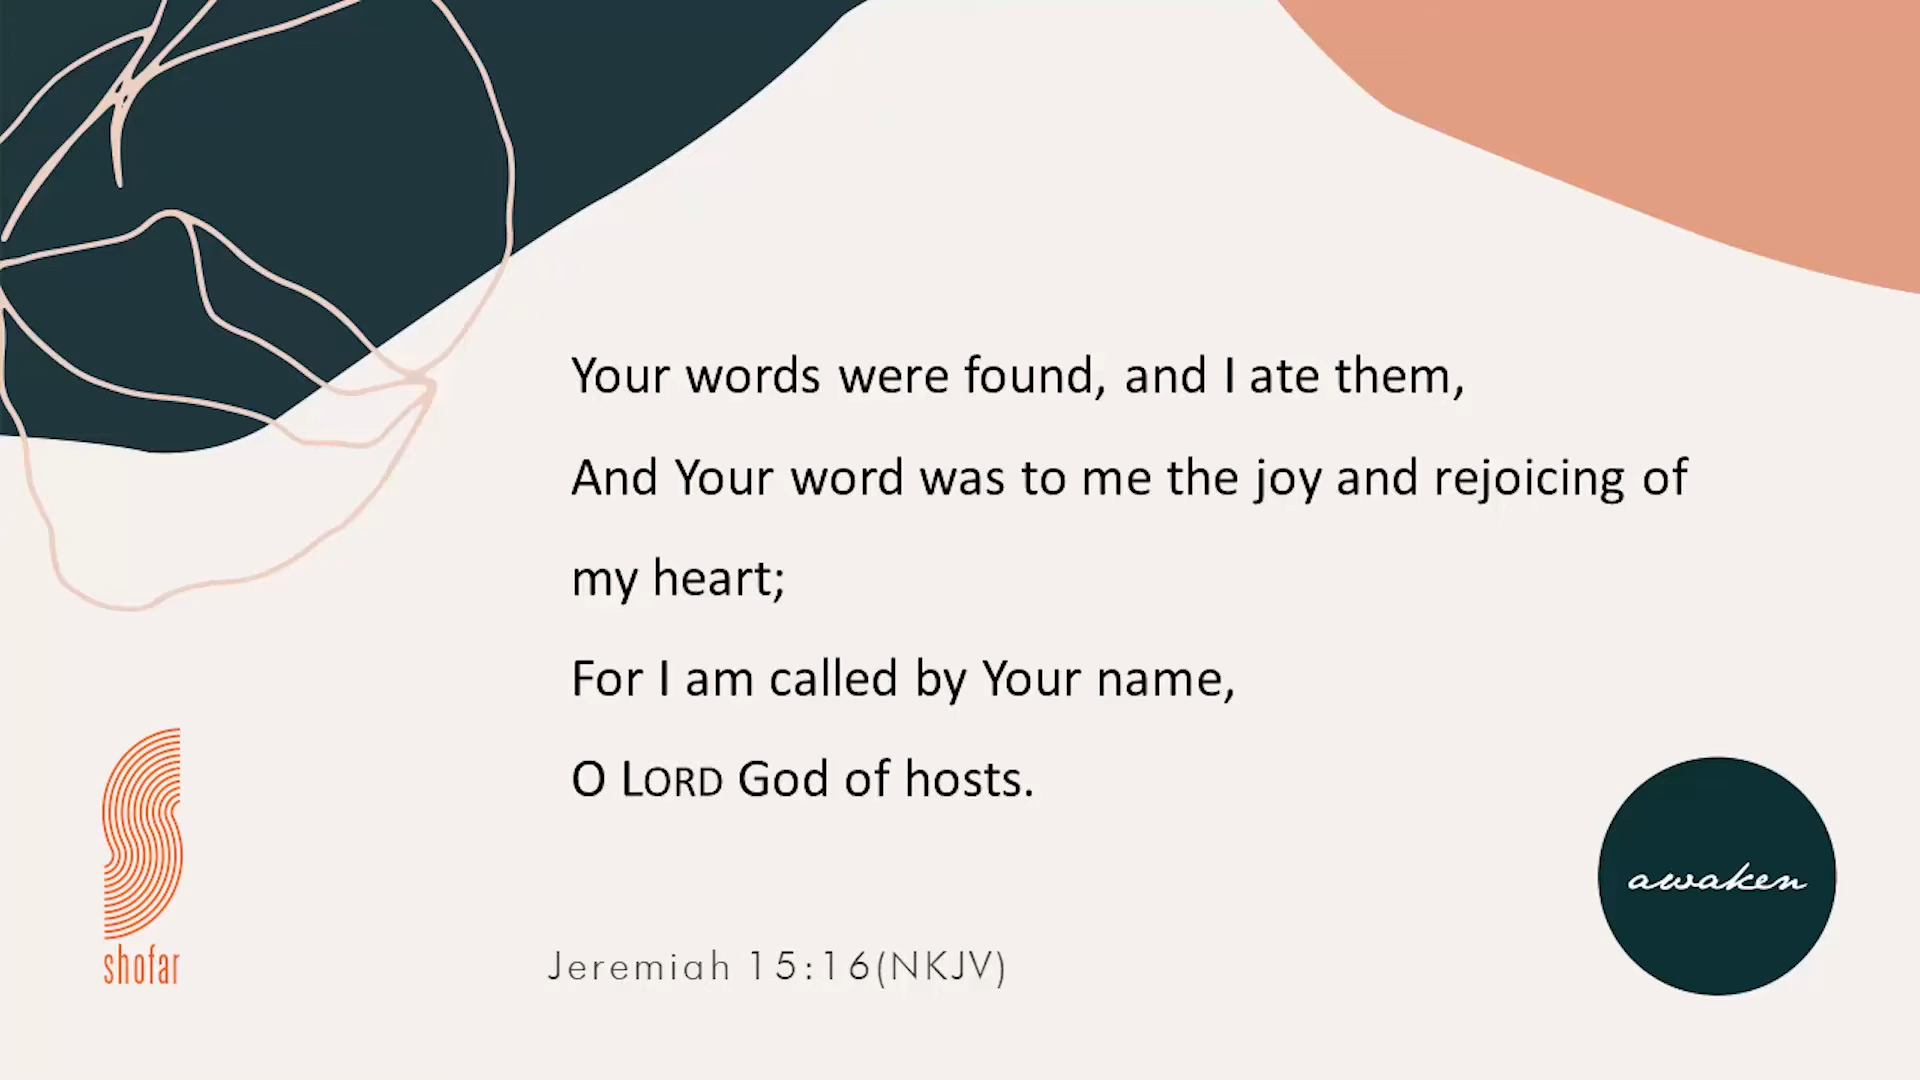 Your words were found, and I ate them,
And Your word was to me the joy and rejoicing of
my heart;
For I am called by Your name,
O LORD God of hosts.
awaken
shofar
Jeremiah 15:16(NKJV)